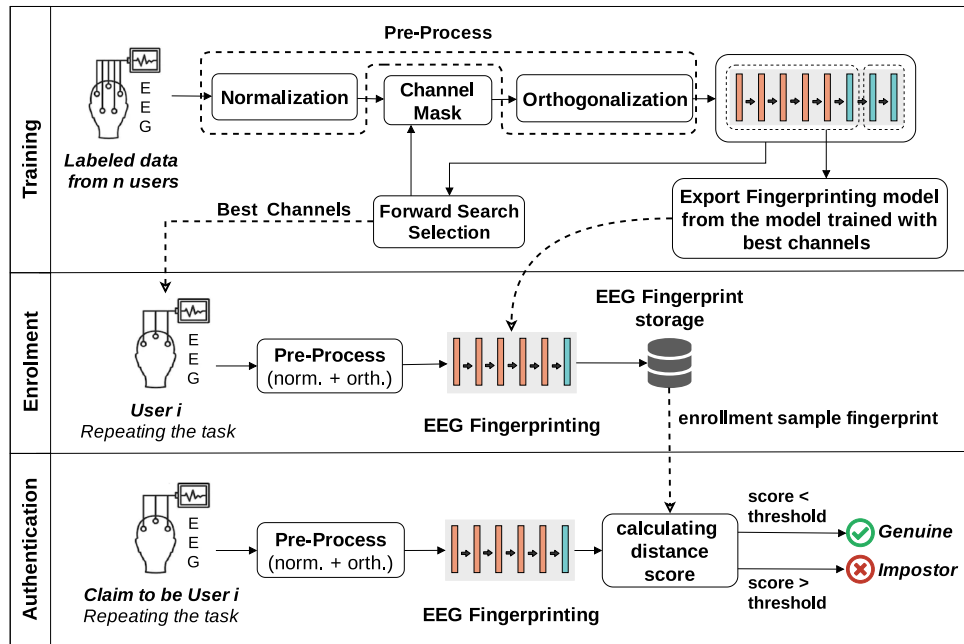 Training
Pre-Process
E
E
G
Labeled data
from n users
Normalization
Channel
Mask
Orthogonalization
Best Channels
Forward Search
Selection
Export Fingerprinting model
from the model trained with
best channels
Enrolment
E
E
G
User i
Repeating the task
Pre-Process
(norm. + orth.)
EEG Fingerprinting
EEG Fingerprint
storage
enrollment sample fingerprint
Authentication
E
E
G
Claim to be User i
Repeating the task
Pre-Process
(norm. + orth.)
EEG Fingerprinting
calculating
distance
score
score <
threshold
Genuine
Impostor
score >
threshold